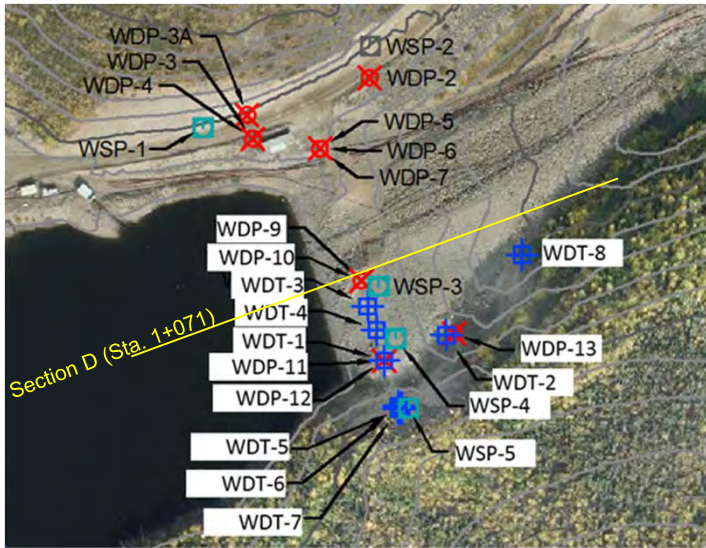 WDP-3A
WDP-3
WDP-4
WSP-1
WSP-2
WDP-2
WDP-5
WDP-6
WDP-7
WDP-9
WDP-10
WDT-3
WSP-3
WDT-4
WDT-1
WDP-11
WDP-12
WDT-8
WDP-13
WDT-2
WSP-4
WSP-5
WDT-5
WDT-6
WDT-7
Section D (Sta. 1+071)